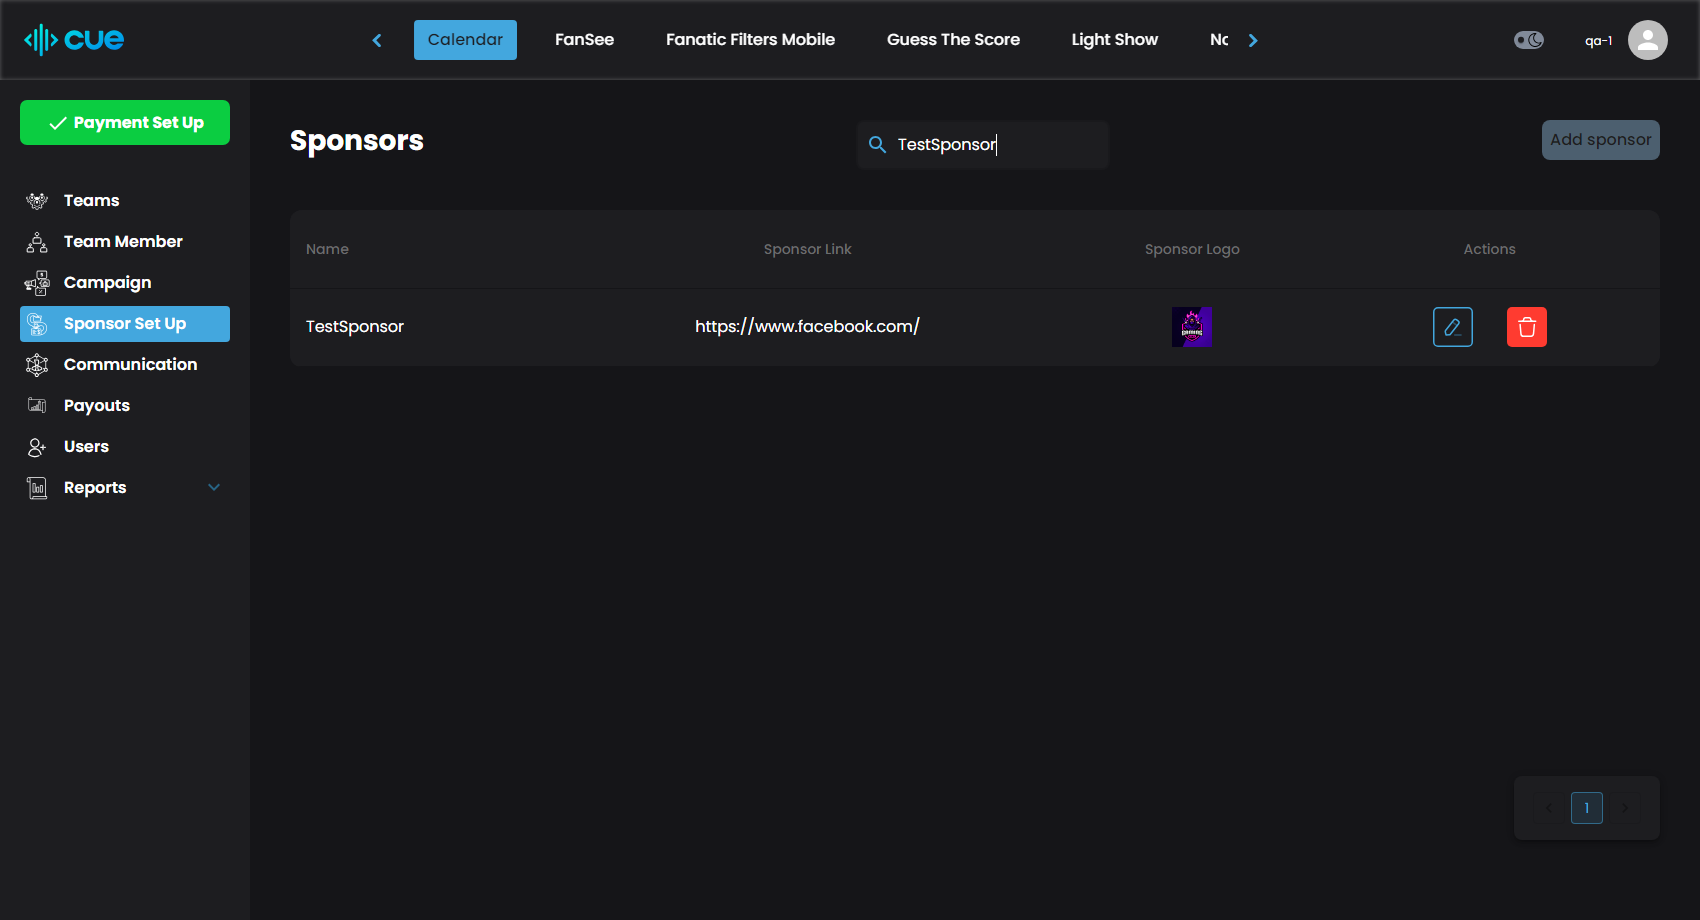 cue
Calendar
FanSee
Fanatic Filters Mobile
Guess The Score
Light Show
qa-1
Payment Set Up
Teams
Team Member
Campaign
Sponsor Set Up
Communication
Payouts
Users
Reports
Sponsors
TestSponsor
Add sponsor
Name Sponsor Link Sponsor Logo Actions
TestSponsor https://www.facebook.com/
GAMING
1